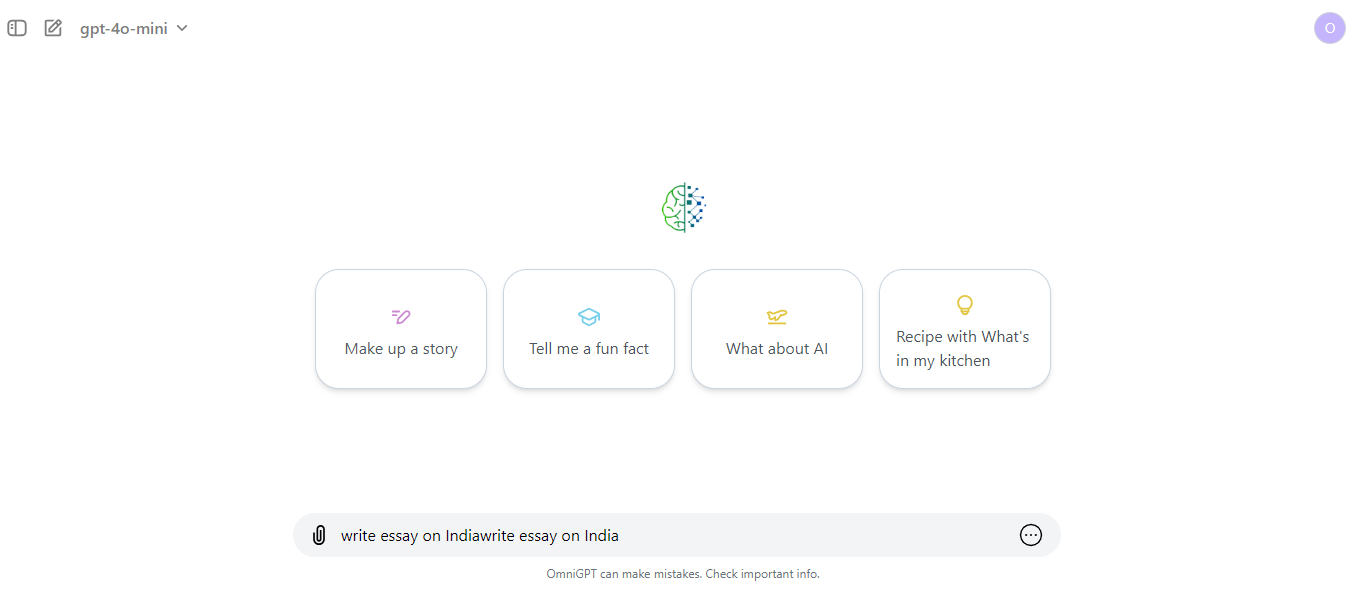 gpt-4o-mini
O
Make up a story
Tell me a fun fact
What about AI
Recipe with What's
in my kitchen
write essay on Indiawrite essay on India
OmniGPT can make mistakes. Check important info.